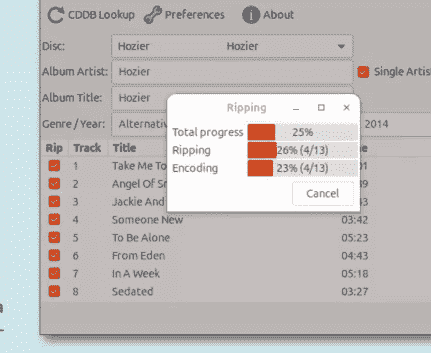 CDDB Lookup Preferences About
Disc: Hozier Hozier
Album Artist: Hozier Single Artis
Album Title: Hozier
Genre / Year: Alternativ 2014
Ripping
Total progress 25%
Ripping 26% (4/13)
Encoding 23% (4/13)
Cancel
Rip Track Title e
1 Take Me To 01
2 Angel Of Sm
3 Jackie And
4 Someone New 03:42
5 To Be Alone 05:23
6 From Eden 04:43
7 In A Week 05:18
8 Sedated 03:27
a